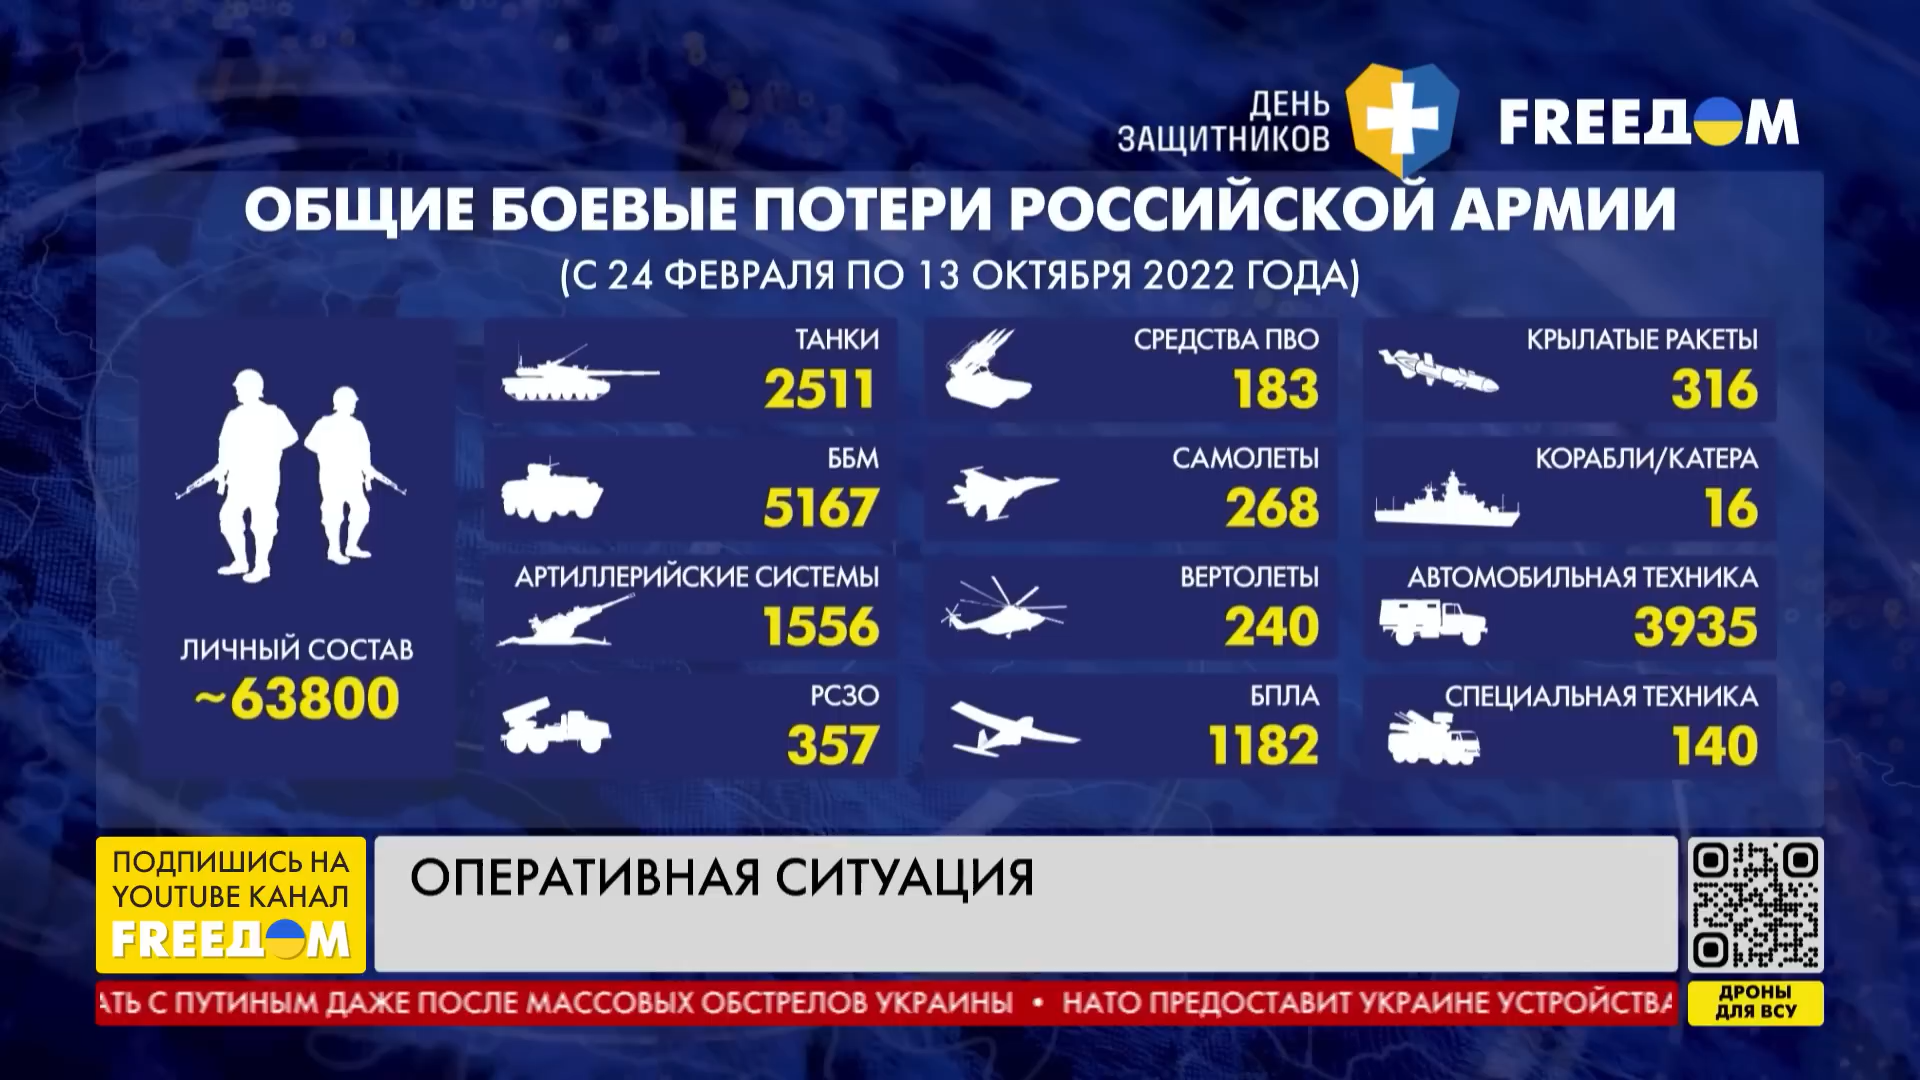 ДЕНЬ
ЗАЩИТНИКОВ
FREEДOM
ОБЩИЕ БОЕВЫЕ ПОТЕРИ РОССИЙСКОЙ АРМИИ
(С 24 ФЕВРАЛЯ ПО 13 ОКТЯБРЯ 2022 ГОДА)
ЛИЧНЫЙ СОСТАВ
~63800
ТАНКИ
2511
ББМ
5167
АРТИЛЛЕРИЙСКИЕ СИСТЕМЫ
1556
РСЗО
357
СРЕДСТВА ПВО
183
САМОЛЕТЫ
268
ВЕРТОЛЕТЫ
240
БПЛА
1182
КРЫЛАТЫЕ РАКЕТЫ
316
КОРАБЛИ/КАТЕРА
16
АВТОМОБИЛЬНАЯ ТЕХНИКА
3935
СПЕЦИАЛЬНАЯ ТЕХНИКА
140
ПОДПИШИСЬ НА
YOUTUBE КАНАЛ
FREEДOM
ОПЕРАТИВНАЯ СИТУАЦИЯ
АТЬ С ПУТИНЫМ ДАЖЕ ПОСЛЕ МАССОВЫХ ОБСТРЕЛОВ УКРАИНЫ • НАТО ПРЕДОСТАВИТ УКРАИНЕ УСТРОЙСТВА
ДРОНЫ
ДЛЯ ВСУ